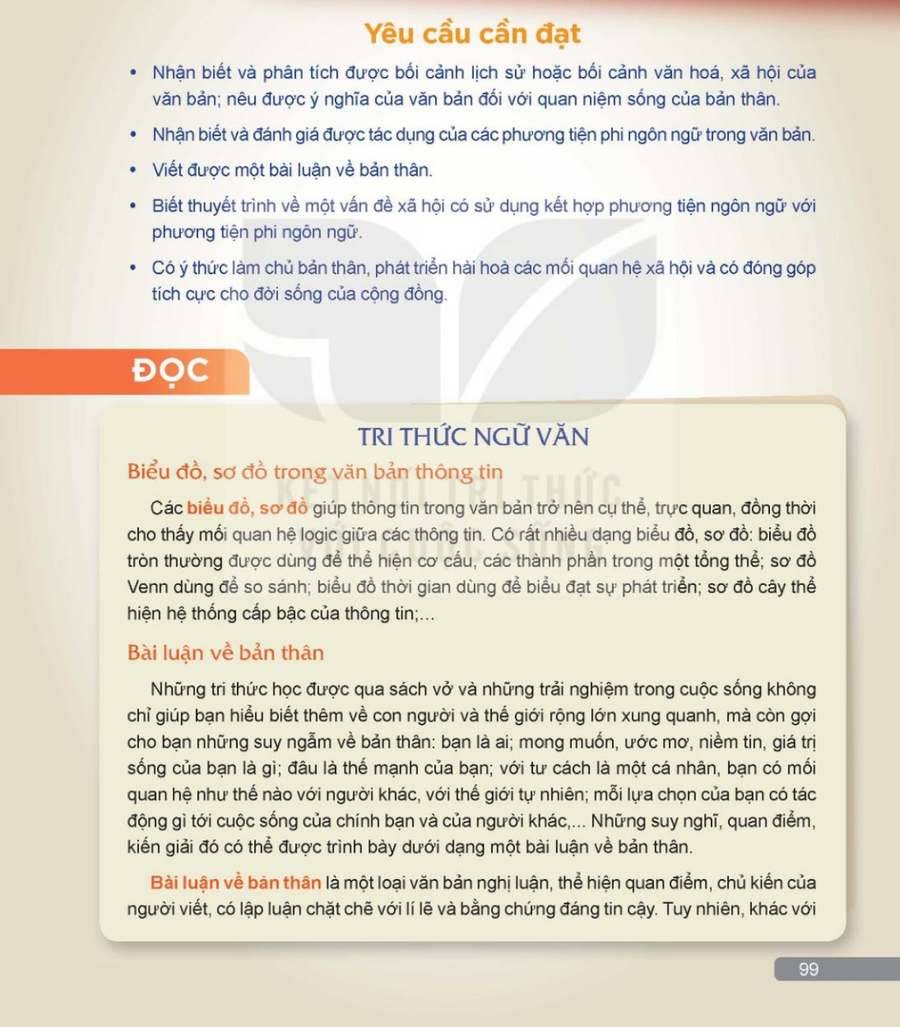 Yêu cầu cần đạt
• Nhận biết và phân tích được bối cảnh lịch sử hoặc bối cảnh văn hoá, xã hội của
văn bản; nêu được ý nghĩa của văn bản đối với quan niệm sống của bản thân.
• Nhận biết và đánh giá được tác dụng của các phương tiện phi ngôn ngữ trong văn bản.
• Viết được một bài luận về bản thân.
• Biết thuyết trình về một vấn đề xã hội có sử dụng kết hợp phương tiện ngôn ngữ với
phương tiện phi ngôn ngữ.
• Có ý thức làm chủ bản thân, phát triển hài hoà các mối quan hệ xã hội và có đóng góp
tích cực cho đời sống của cộng đồng.
ĐỌC
TRI THỨC NGỮ VĂN
Biểu đồ, sơ đồ trong văn bản thông tin
KẾT NỐI TRI THỨC
VỚI CUỘC SỐNG
Các biểu đồ, sơ đồ giúp thông tin trong văn bản trở nên cụ thể, trực quan, đồng thời
cho thấy mối quan hệ logic giữa các thông tin. Có rất nhiều dạng biểu đồ, sơ đồ: biểu đồ
tròn thường được dùng để thể hiện cơ cấu, các thành phần trong một tổng thể; sơ đồ
Venn dùng để so sánh; biểu đồ thời gian dùng để biểu đạt sự phát triển; sơ đồ cây thể
hiện hệ thống cấp bậc của thông tin;...
Bài luận về bản thân
Những tri thức học được qua sách vở và những trải nghiệm trong cuộc sống không
chỉ giúp bạn hiểu biết thêm về con người và thế giới rộng lớn xung quanh, mà còn gợi
cho bạn những suy ngẫm về bản thân: bạn là ai; mong muốn, ước mơ, niềm tin, giá trị
sống của bạn là gì; đâu là thế mạnh của bạn; với tư cách là một cá nhân, bạn có mối
quan hệ như thế nào với người khác, với thế giới tự nhiên; mỗi lựa chọn của bạn có tác
động gì tới cuộc sống của chính bạn và của người khác,... Những suy nghĩ, quan điểm,
kiến giải đó có thể được trình bày dưới dạng một bài luận về bản thân.
Bài luận về bản thân là một loại văn bản nghị luận, thể hiện quan điểm, chủ kiến của
người viết, có lập luận chặt chẽ với lí lẽ và bằng chứng đáng tin cậy. Tuy nhiên, khác với
99